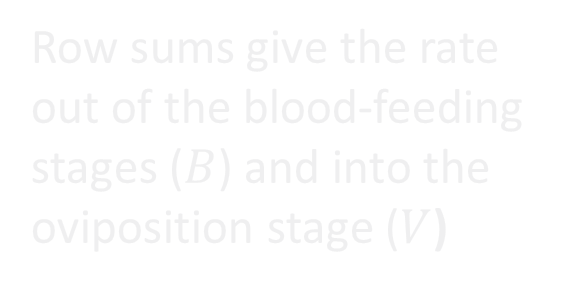 Row sums give the rate
out of the blood-feeding
stages (B) and into the
oviposition stage (V)